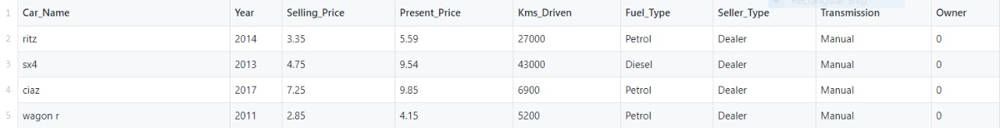 Rectangular Snip
1 Car_Name Year Selling_Price Present_Price Kms_Driven Fuel_Type Seller_Type Transmission Owner
2 ritz 2014 3.35 5.59 27000 Petrol Dealer Manual 0
3 sx4 2013 4.75 9.54 43000 Diesel Dealer Manual 0
4 ciaz 2017 7.25 9.85 6900 Petrol Dealer Manual 0
5 wagon r 2011 2.85 4.15 5200 Petrol Dealer Manual 0